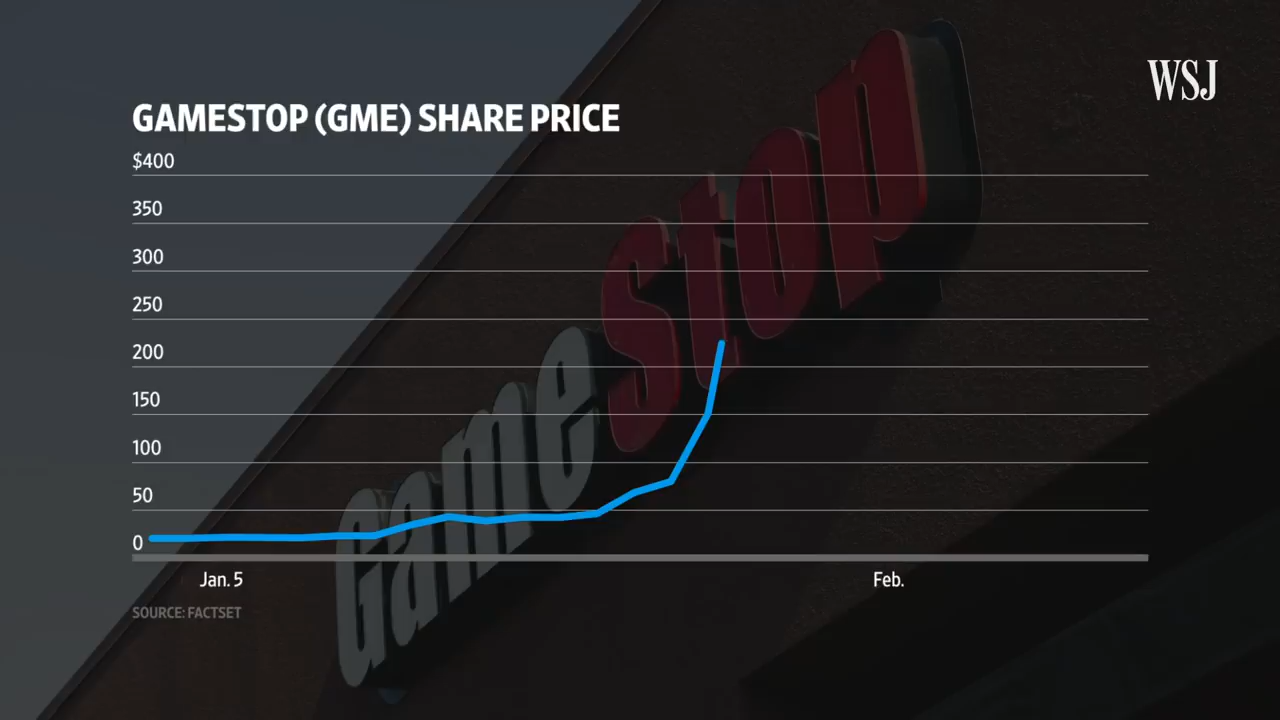 WSJ
GAMESTOP (GME) SHARE PRICE
$400
350
300
250
200
150
100
50
0
Jan. 5
Feb.
SOURCE: FACTSET
GameStop